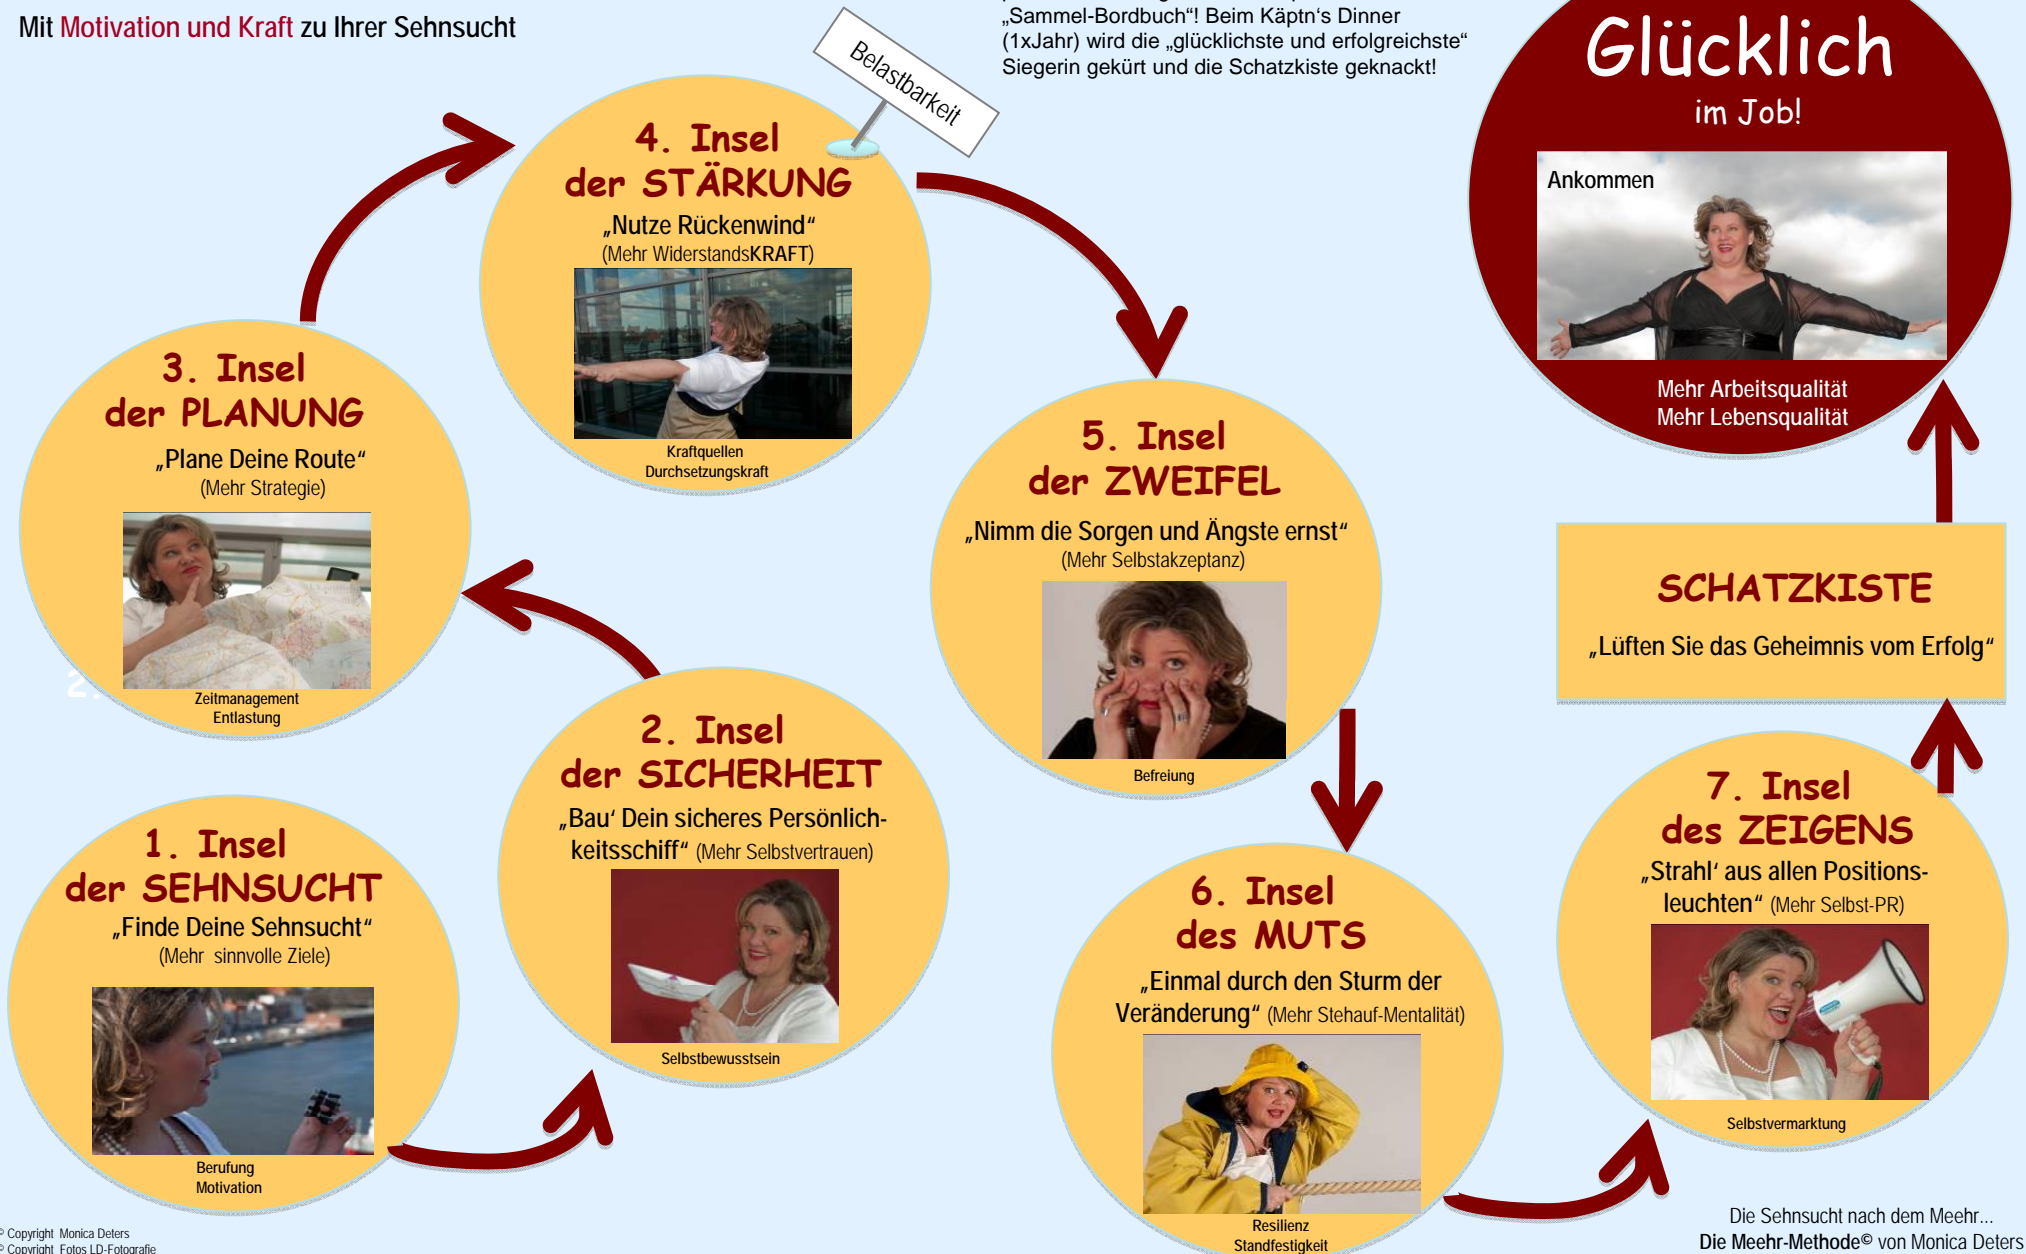 Mit Motivation und Kraft zu Ihrer Sehnsucht
„Sammel-Bordbuch“! Beim Käptn‘s Dinner
(1xJahr) wird die „glücklichste und erfolgreichste“
Siegerin gekürt und die Schatzkiste geknackt!
Glücklich
im Job!
Ankommen
Mehr Arbeitsqualität
Mehr Lebensqualität
Belastbarkeit
4. Insel
der STÄRKUNG
„Nutze Rückenwind“
(Mehr WiderstandsKRAFT)
Kraftquellen
Durchsetzungskraft
3. Insel
der PLANUNG
„Plane Deine Route“
(Mehr Strategie)
Zeitmanagement
Entlastung
2.
5. Insel
der ZWEIFEL
„Nimm die Sorgen und Ängste ernst“
(Mehr Selbstakzeptanz)
Befreiung
SCHATZKISTE
„Lüften Sie das Geheimnis vom Erfolg“
2. Insel
der SICHERHEIT
„Bau‘ Dein sicheres Persönlich-
keitsschiff“ (Mehr Selbstvertrauen)
Selbstbewusstsein
1. Insel
der SEHNSUCHT
„Finde Deine Sehnsucht“
(Mehr sinnvolle Ziele)
Berufung
Motivation
6. Insel
des MUTS
„Einmal durch den Sturm der
Veränderung“ (Mehr Stehauf-Mentalität)
Resilienz
Standfestigkeit
7. Insel
des ZEIGENS
„Strahl‘ aus allen Positions-
leuchten“ (Mehr Selbst-PR)
Selbstvermarktung
© Copyright Monica Deters
© Copyright Fotos LD-Fotografie
Die Sehnsucht nach dem Meehr...
Die Meehr-Methode© von Monica Deters